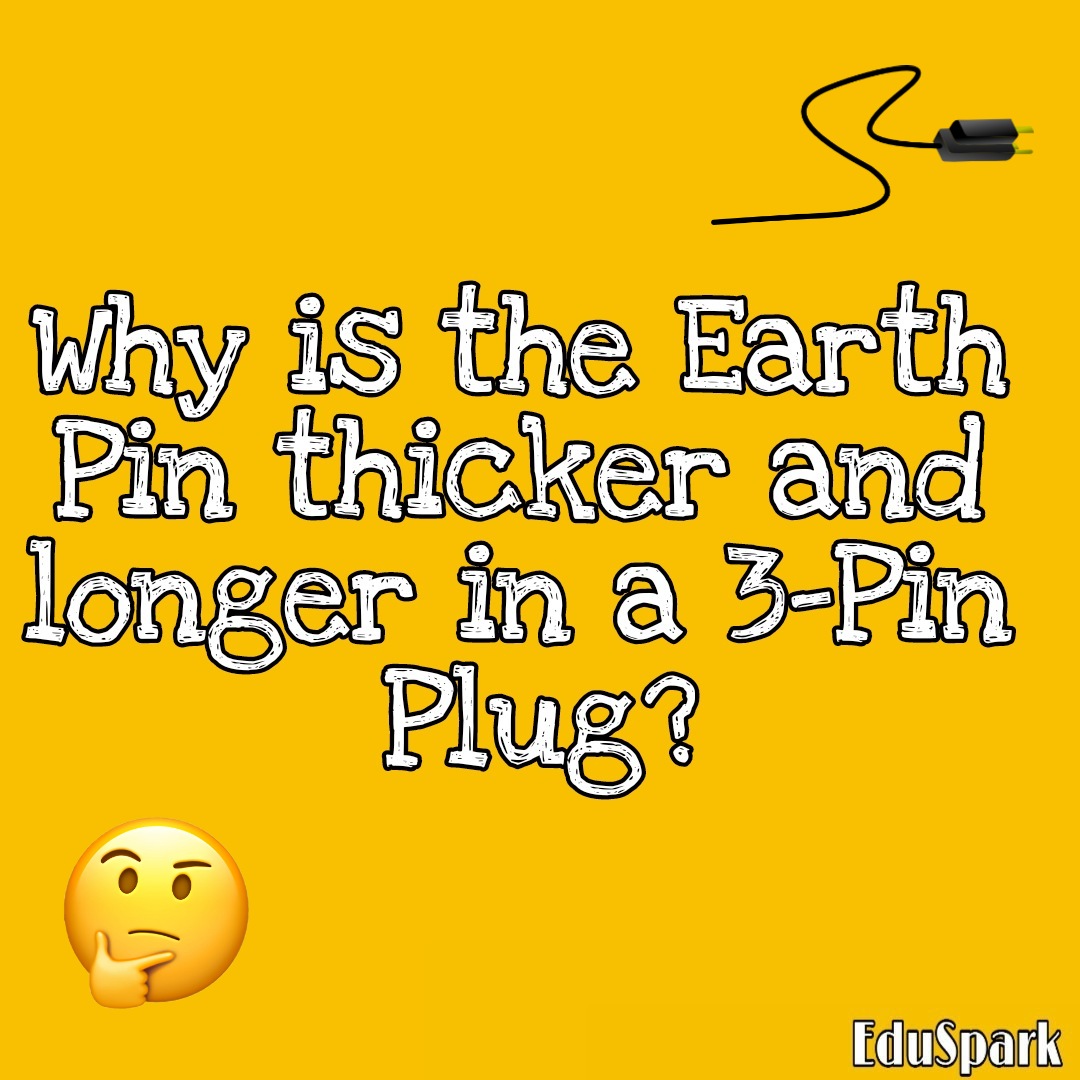 Why is the Earth
Pin thicker and
longer in a 3-Pin
Plug?
EduSpark